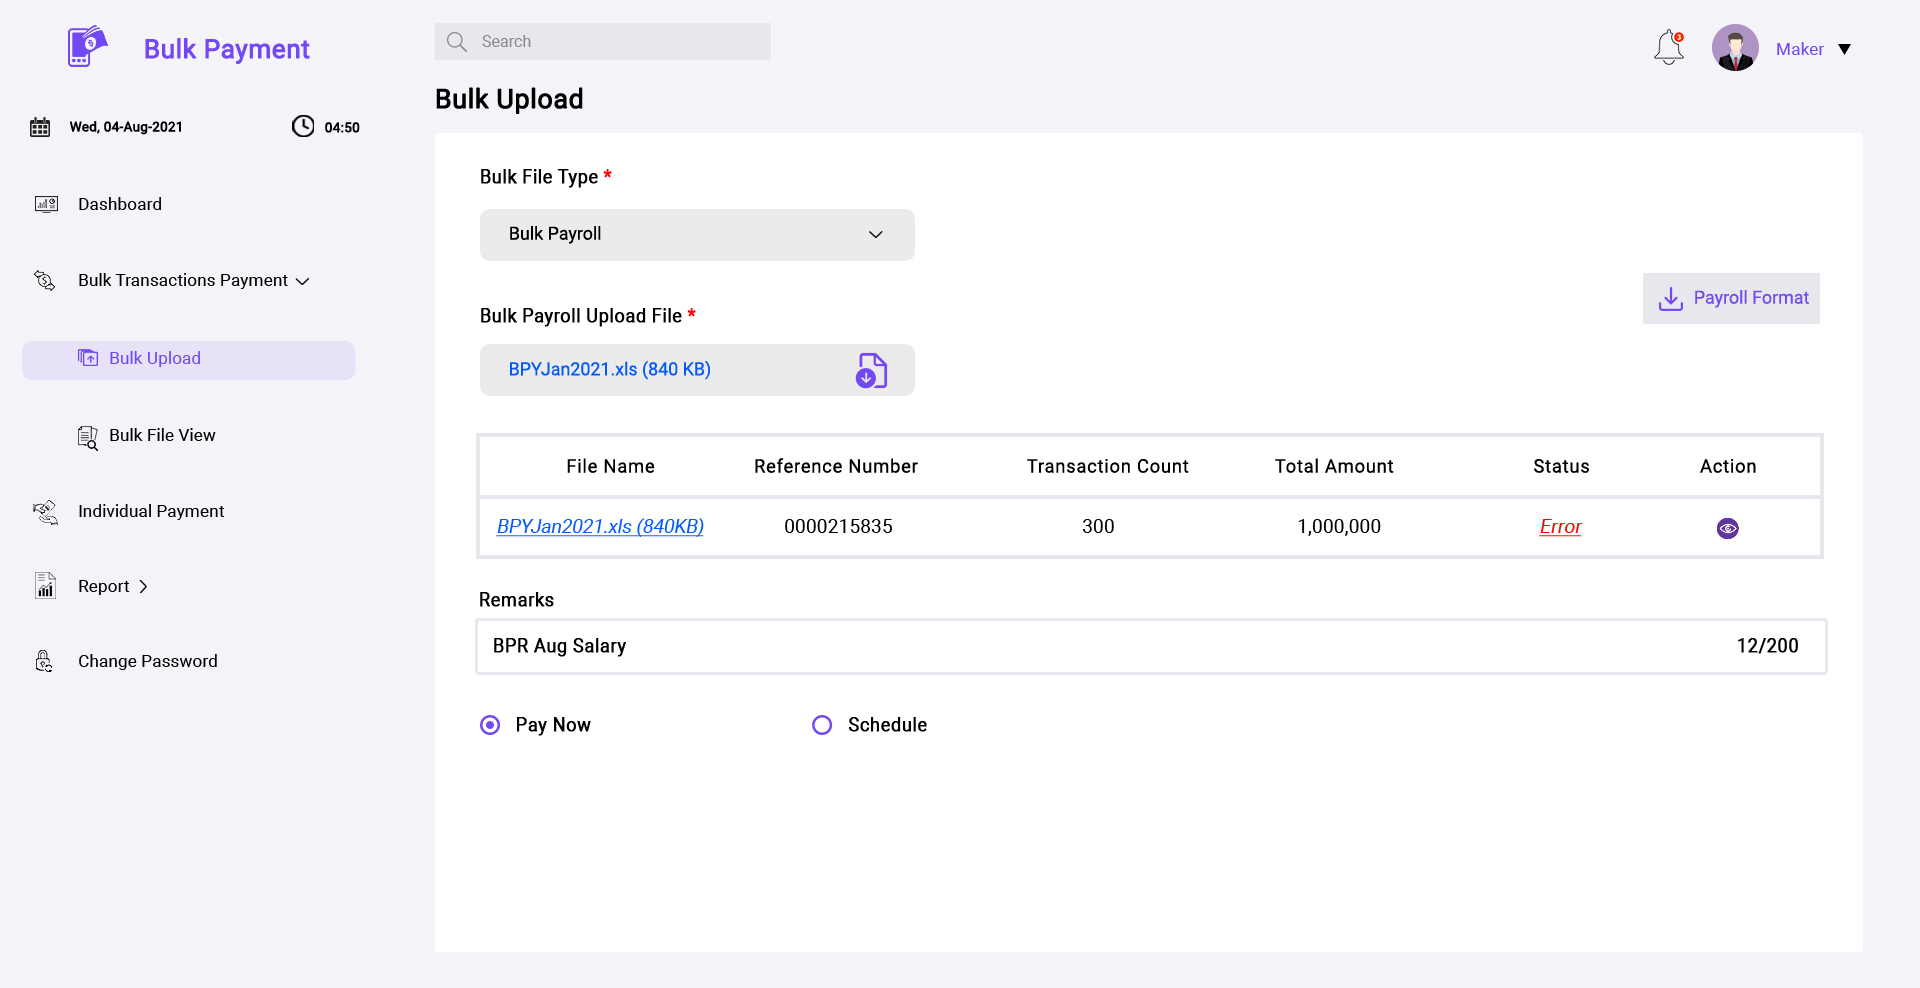 Bulk Payment
Search
3
Maker
Bulk Upload
Wed, 04-Aug-2021
04:50
Dashboard
Bulk Transactions Payment
Bulk Upload
Bulk File View
Individual Payment
Report
Change Password
Bulk File Type *
Bulk Payroll
Payroll Format
Bulk Payroll Upload File *
BPYJan2021.xls (840 KB)
File Name Reference Number Transaction Count Total Amount Status Action
BPYJan2021.xls (840KB) 0000215835 300 1,000,000 Error
Remarks
BPR Aug Salary 12/200
Pay Now Schedule